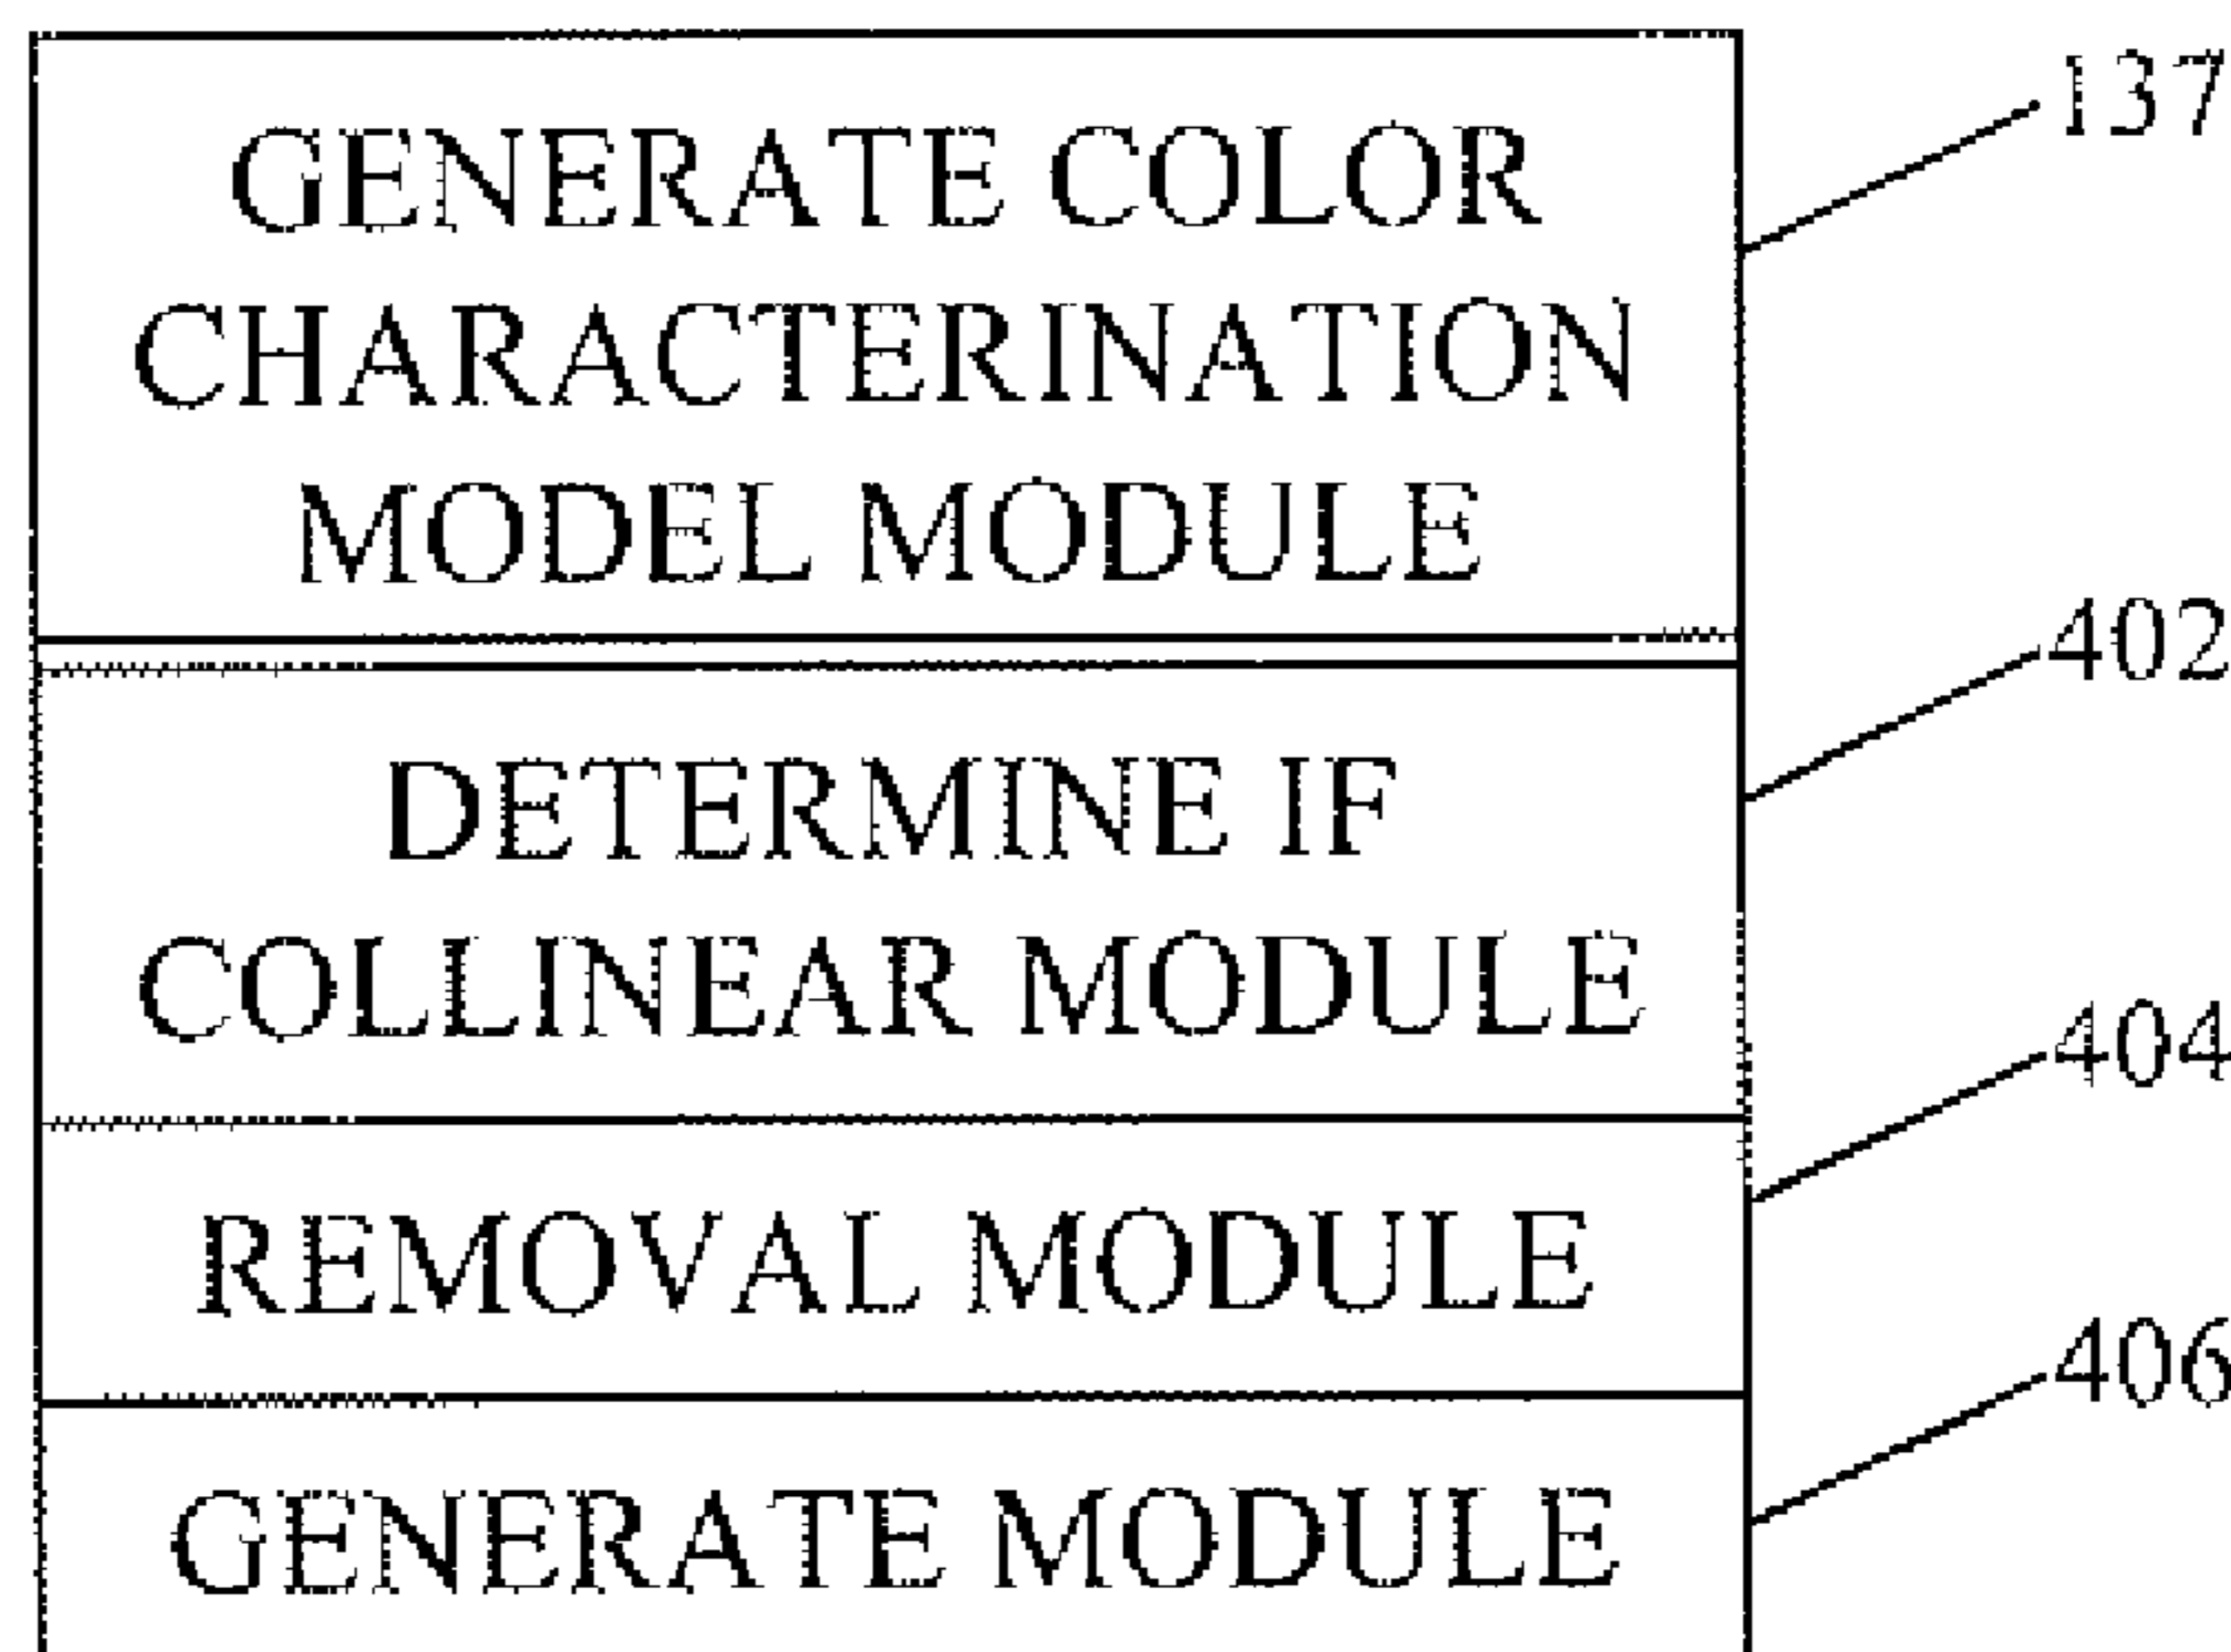 GENERATE COLOR
137
CHARACTERINATION
MODEL MODULE
402
DETERMINE IF
COLLINEAR MODULE
404
REMOVAL MODULE
406
GENERATE MODULE